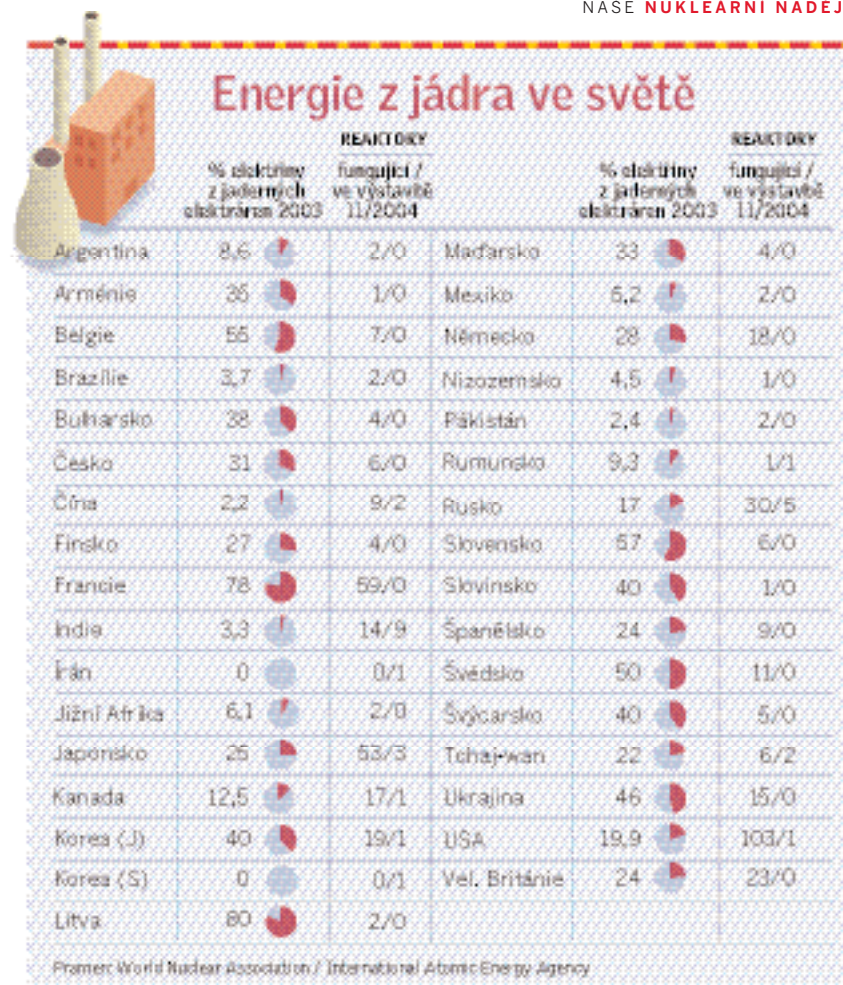 NAŠE NUKLEÁRNÍ NADĚJ
Energie z jádra ve světě
REAKTORY REAKTORY
% elektřiny fungující / % elektřiny fungující /
z jaderných ve výstavbě z jaderných ve výstavbě
elektráren 2003 11/2004 elektráren 2003 11/2004
Argentina 8,6 2/0 Maďarsko 33 4/0
Arménie 35 1/0 Mexiko 5,2 2/0
Belgie 55 7/0 Německo 28 18/0
Brazílie 3,7 2/0 Nizozemsko 4,5 1/0
Bulharsko 38 4/0 Pákistán 2,4 2/0
Česko 31 6/0 Rumunsko 9,3 1/1
Čína 2,2 9/2 Rusko 17 30/5
Finsko 27 4/0 Slovensko 57 6/0
Francie 78 59/0 Slovinsko 40 1/0
Indie 3,3 14/9 Španělsko 24 9/0
Írán 0 0/1 Švédsko 50 11/0
Jižní Afrika 6,1 2/0 Švýcarsko 40 5/0
Japonsko 25 53/3 Tchaj-wan 22 6/2
Kanada 12,5 17/1 Ukrajina 46 15/0
Korea (J) 40 19/1 USA 19,9 103/1
Korea (S) 0 0/1 Vel. Británie 24 23/0
Litva 80 2/0
Pramen: World Nuclear Association / International Atomic Energy Agency